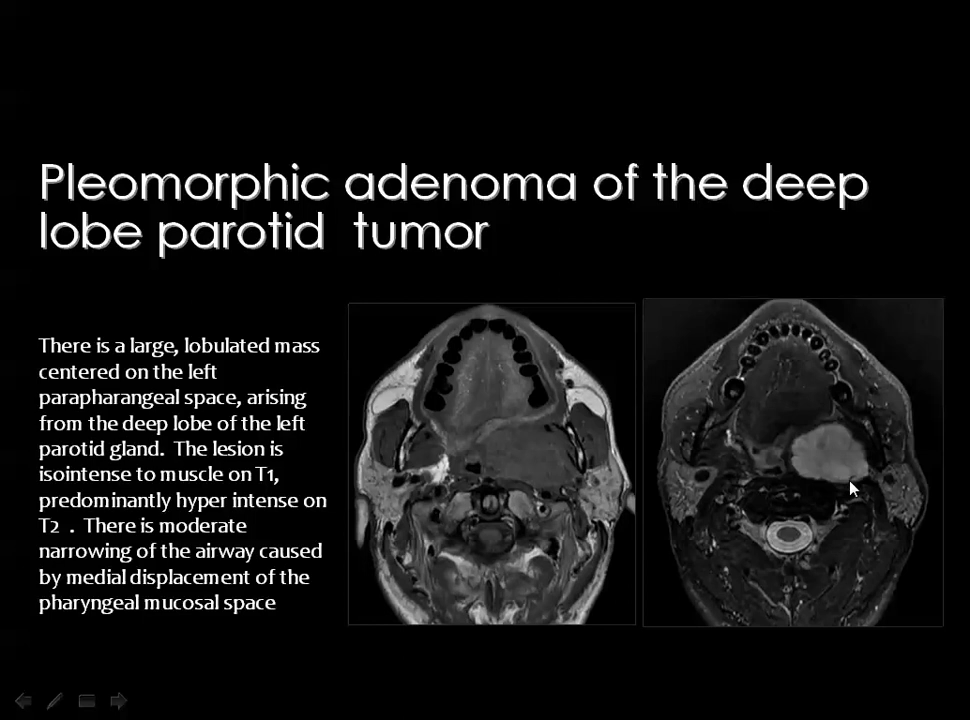 Pleomorphic adenoma of the deep
lobe parotid tumor
There is a large, lobulated mass
centered on the left
parapharangeal space, arising
from the deep lobe of the left
parotid gland. The lesion is
isointense to muscle on T1,
predominantly hyper intense on
T2 . There is moderate
narrowing of the airway caused
by medial displacement of the
pharyngeal mucosal space